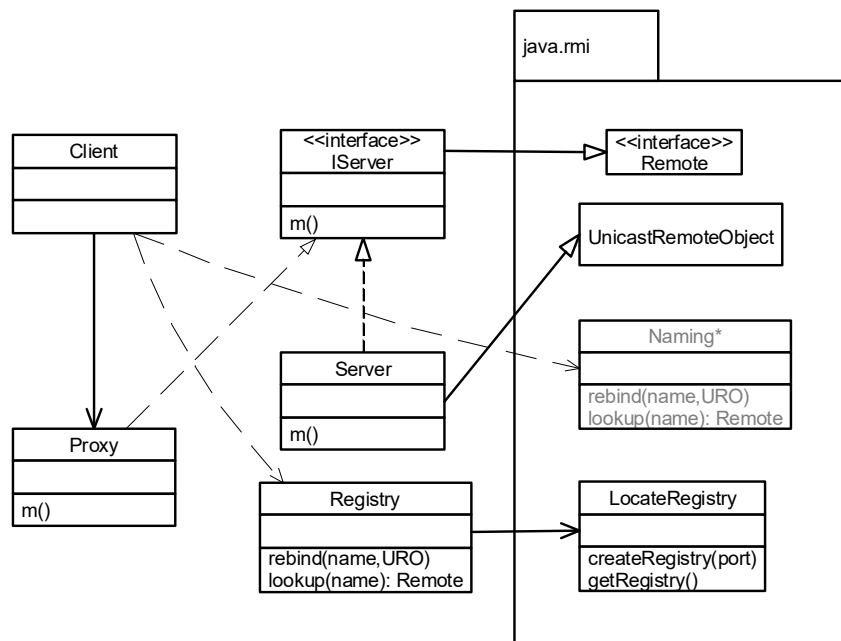 java.rmi
Client
<<interface>>
IServer
m()
<<interface>>
Remote
UnicastRemoteObject
Naming*
rebind(name,URO)
lookup(name): Remote
Server
m()
Proxy
m()
Registry
rebind(name,URO)
lookup(name): Remote
LocateRegistry
createRegistry(port)
getRegistry()